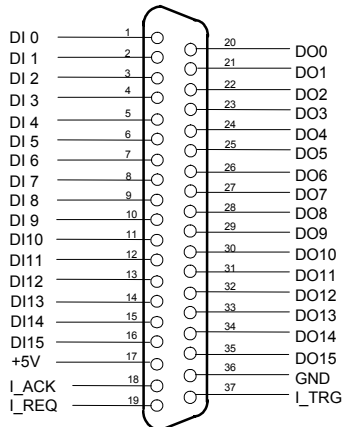 DI 0 1
20 DO0
DI 1 2
21 DO1
DI 2 3
22 DO2
DI 3 4
23 DO3
DI 4 5
24 DO4
DI 5 6
25 DO5
DI 6 7
26 DO6
DI 7 8
27 DO7
DI 8 9
28 DO8
DI 9 10
29 DO9
DI10 11
30 DO10
DI11 12
31 DO11
DI12 13
32 DO12
DI13 14
33 DO13
DI14 15
34 DO14
DI15 16
35 DO15
+5V 17
36 GND
I_ACK 18
37 I_TRG
I_REQ 19